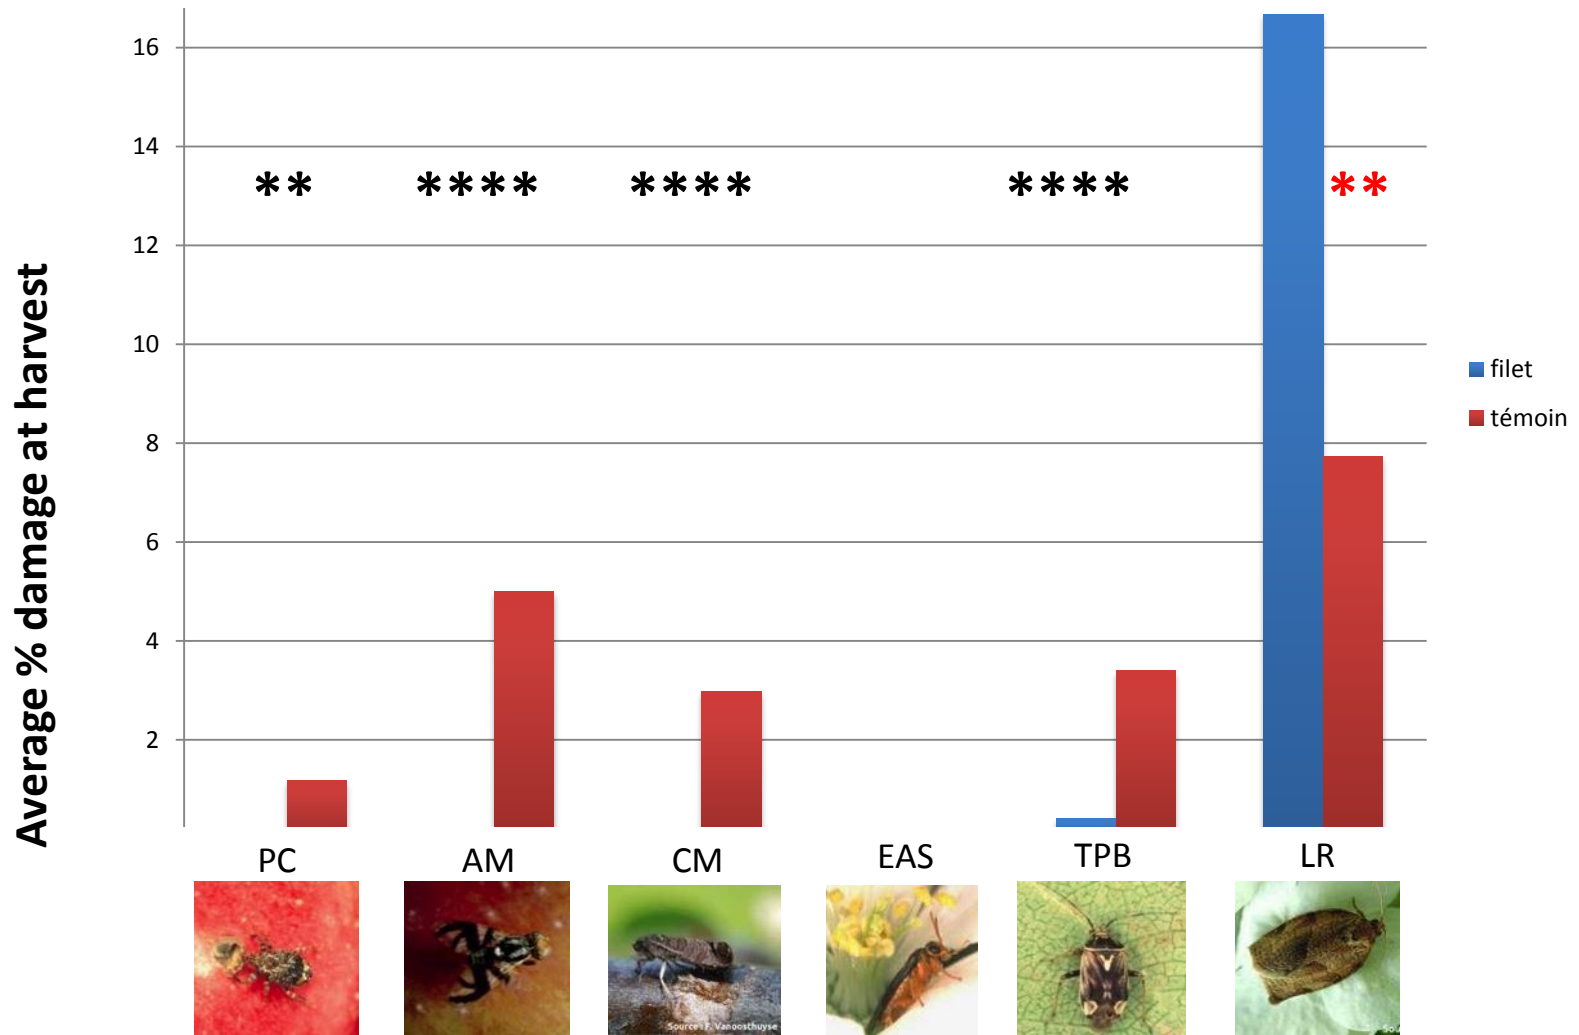 Average % damage at harvest
16
14
12
10
8
6
4
2
** **** **** **** **
filet
témoin
PC AM CM EAS TPB LR
Source : F. Vanoosthuyse